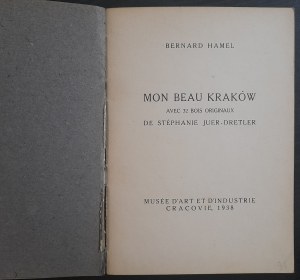 BERNARD HAMEL
MON BEAU KRAKÓW
AVEC 32 BOIS ORIGINAUX
DE STÉPHANIE JUER-DRETLER
MUSÉE D'ART ET D'INDUSTRIE
CRACOVIE, 1938